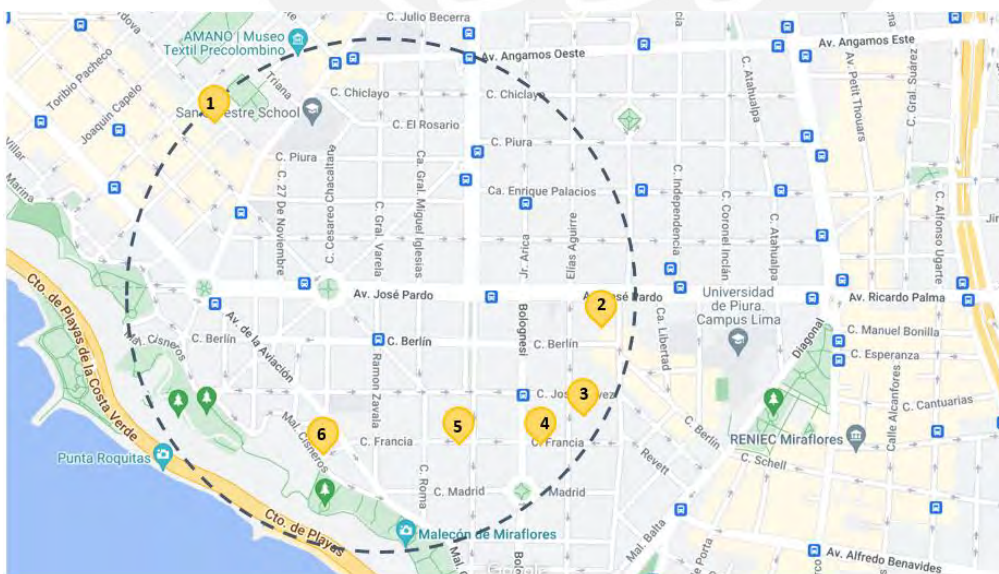 C. Julio Becerra
AMANO | Museo
Textil Precolombino
Av. Angamos Oeste
Av. Angamos Este
Toribio Pacheco
Joaquín Capelo
Triana
C. Chiclayo
C. Chiclayo
C. Atahualpa
Av. Petit Thouars
C. Gral. Suárez
1
San Silvestre School
C. El Rosario
C. Piura
C. Piura
Villar
Marina
C. 27 De Noviembre
C. Cesareo Chacaltana
C. Gral. Varela
Ca. Gral. Miguel Iglesias
Ca. Enrique Palacios
Jr. Arica
Elías Aguirre
C. Independencia
C. Coronel Inclán
C. Atahualpa
C. Alfonso Ugarte
Av. José Pardo
Av. José Pardo
2
Universidad
de Piura.
Campus Lima
Av. Ricardo Palma
Cto. de Playas de la Costa Verde
Cisneros
C. Berlín
Av. de la Aviación
C. Berlín
Ramon Zavala
Bolognesi
C. Berlín
Ca. Libertad
Diagonal
C. Manuel Bonilla
C. Esperanza
3
Calle Alcanfores
C. Cantuarias
Mal. Cisneros
6
C. Francia
5
4
C. Francia
C. Berlín
RENIEC Miraflores
C. Schell
Punta Roquitas
Revett
C. Roma
C. Madrid
Madrid
Cto. de Playas
Malecón de Miraflores
Mal. Balta
Av. Alfredo Benavides